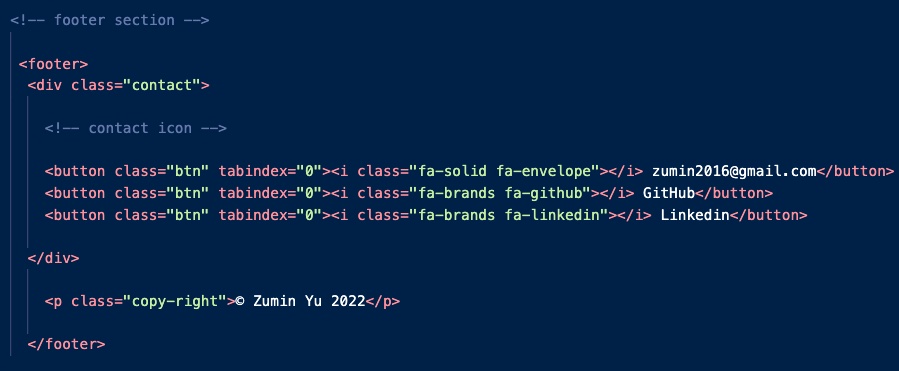 <!-- footer section -->
<footer>
<div class="contact">
<!-- contact icon -->
<button class="btn" tabindex="0"><i class="fa-solid fa-envelope"></i> zumin2016@gmail.com</button>
<button class="btn" tabindex="0"><i class="fa-brands fa-github"></i> GitHub</button>
<button class="btn" tabindex="0"><i class="fa-brands fa-linkedin"></i> Linkedin</button>
</div>
<p class="copy-right">© Zumin Yu 2022</p>
</footer>